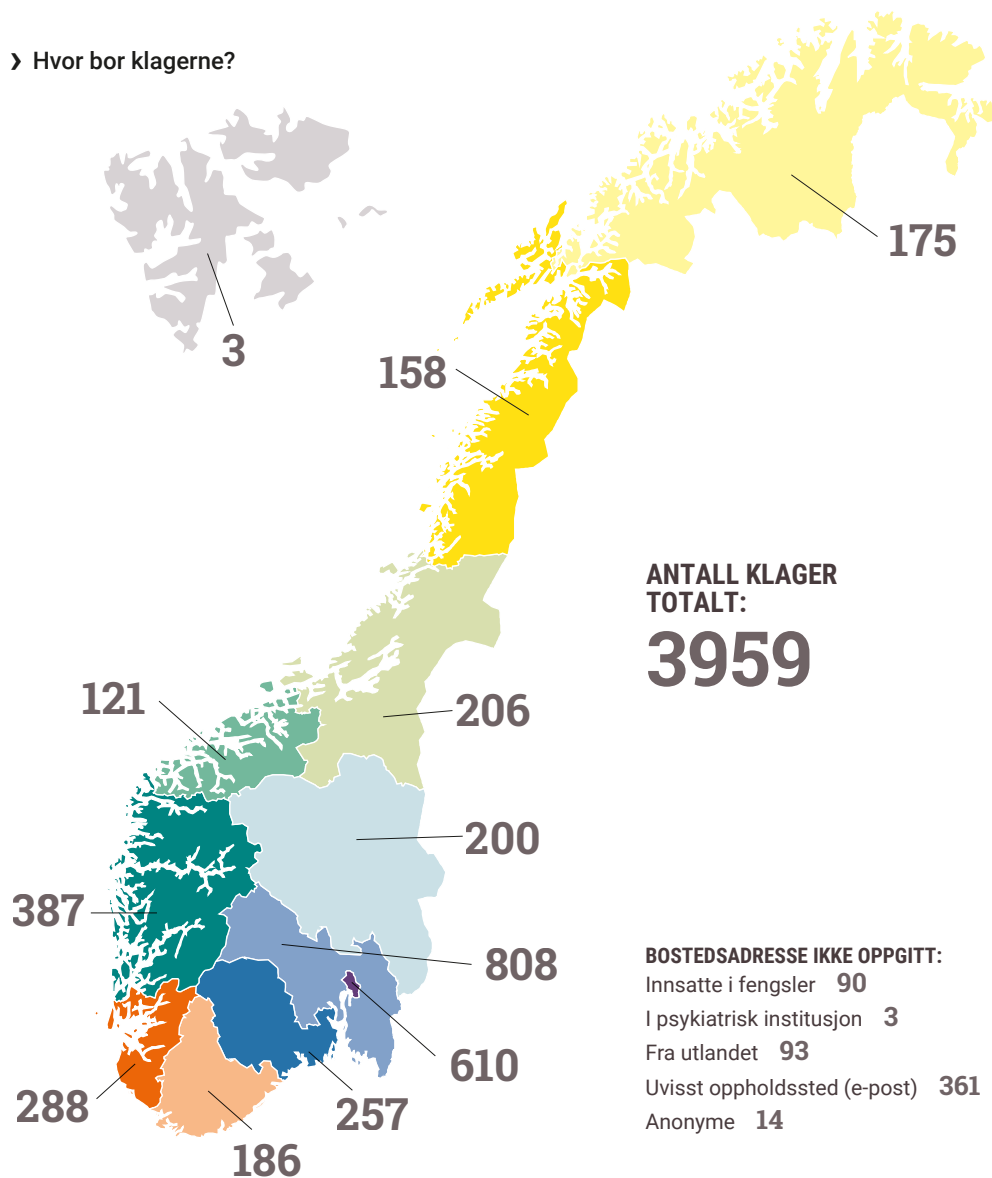 ❯ Hvor bor klagerne?
175
3
158
ANTALL KLAGER
TOTALT:
3959
121
206
200
387
808
BOSTEDSADRESSE IKKE OPPGITT:
Innsatte i fengsler 90
I psykiatrisk institusjon 3
Fra utlandet 93
Uvisst oppholdssted (e-post) 361
Anonyme 14
610
288
257
186